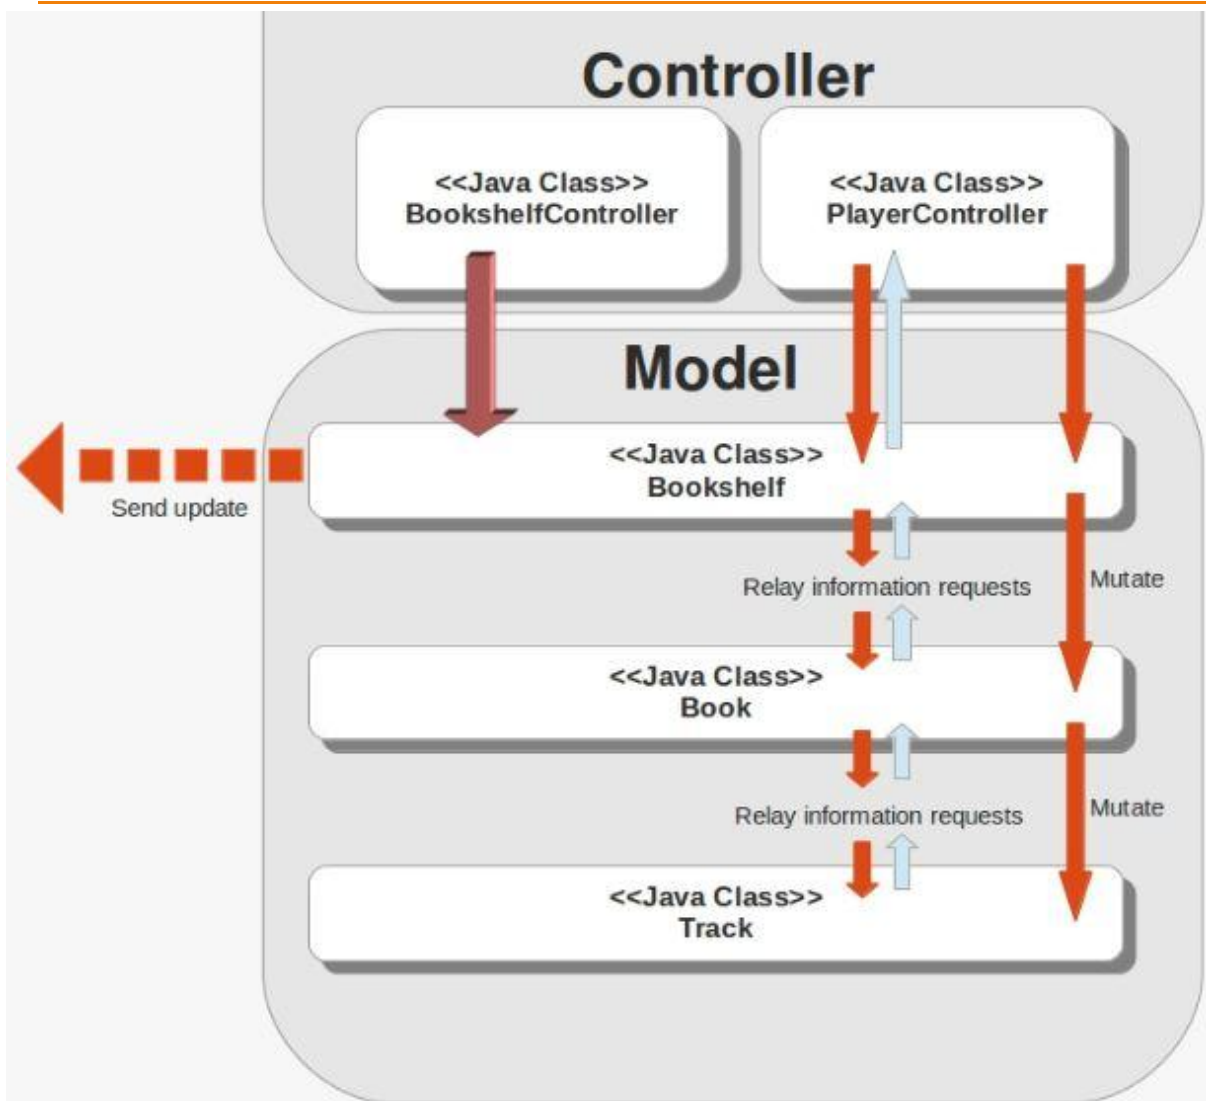 Controller
<<Java Class>>
BookshelfController
<<Java Class>>
PlayerController
Model
<<Java Class>>
Bookshelf
Send update
Relay information requests
Mutate
<<Java Class>>
Book
Relay information requests
Mutate
<<Java Class>>
Track